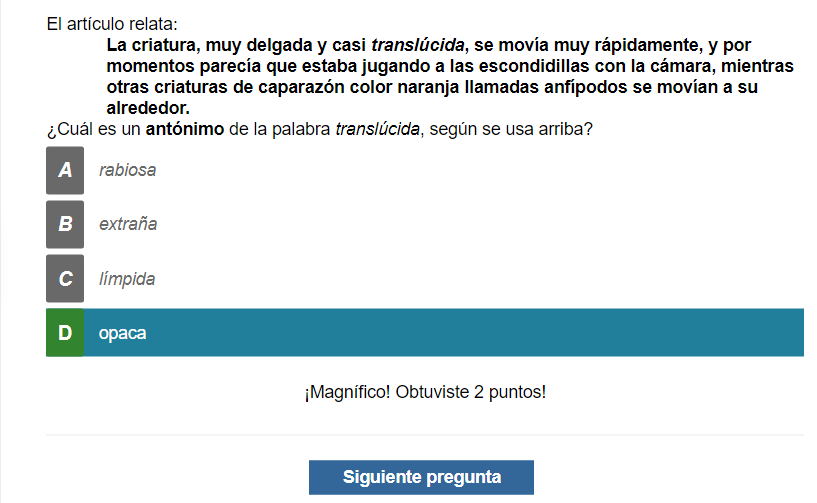 El artículo relata:
La criatura, muy delgada y casi translúcida, se movía muy rápidamente, y por
momentos parecía que estaba jugando a las escondidillas con la cámara, mientras
otras criaturas de caparazón color naranja llamadas anfípodos se movían a su
alrededor.
¿Cuál es un antónimo de la palabra translúcida, según se usa arriba?
A rabiosa
B extraña
C límpida
D opaca
¡Magnífico! Obtuviste 2 puntos!
Siguiente pregunta